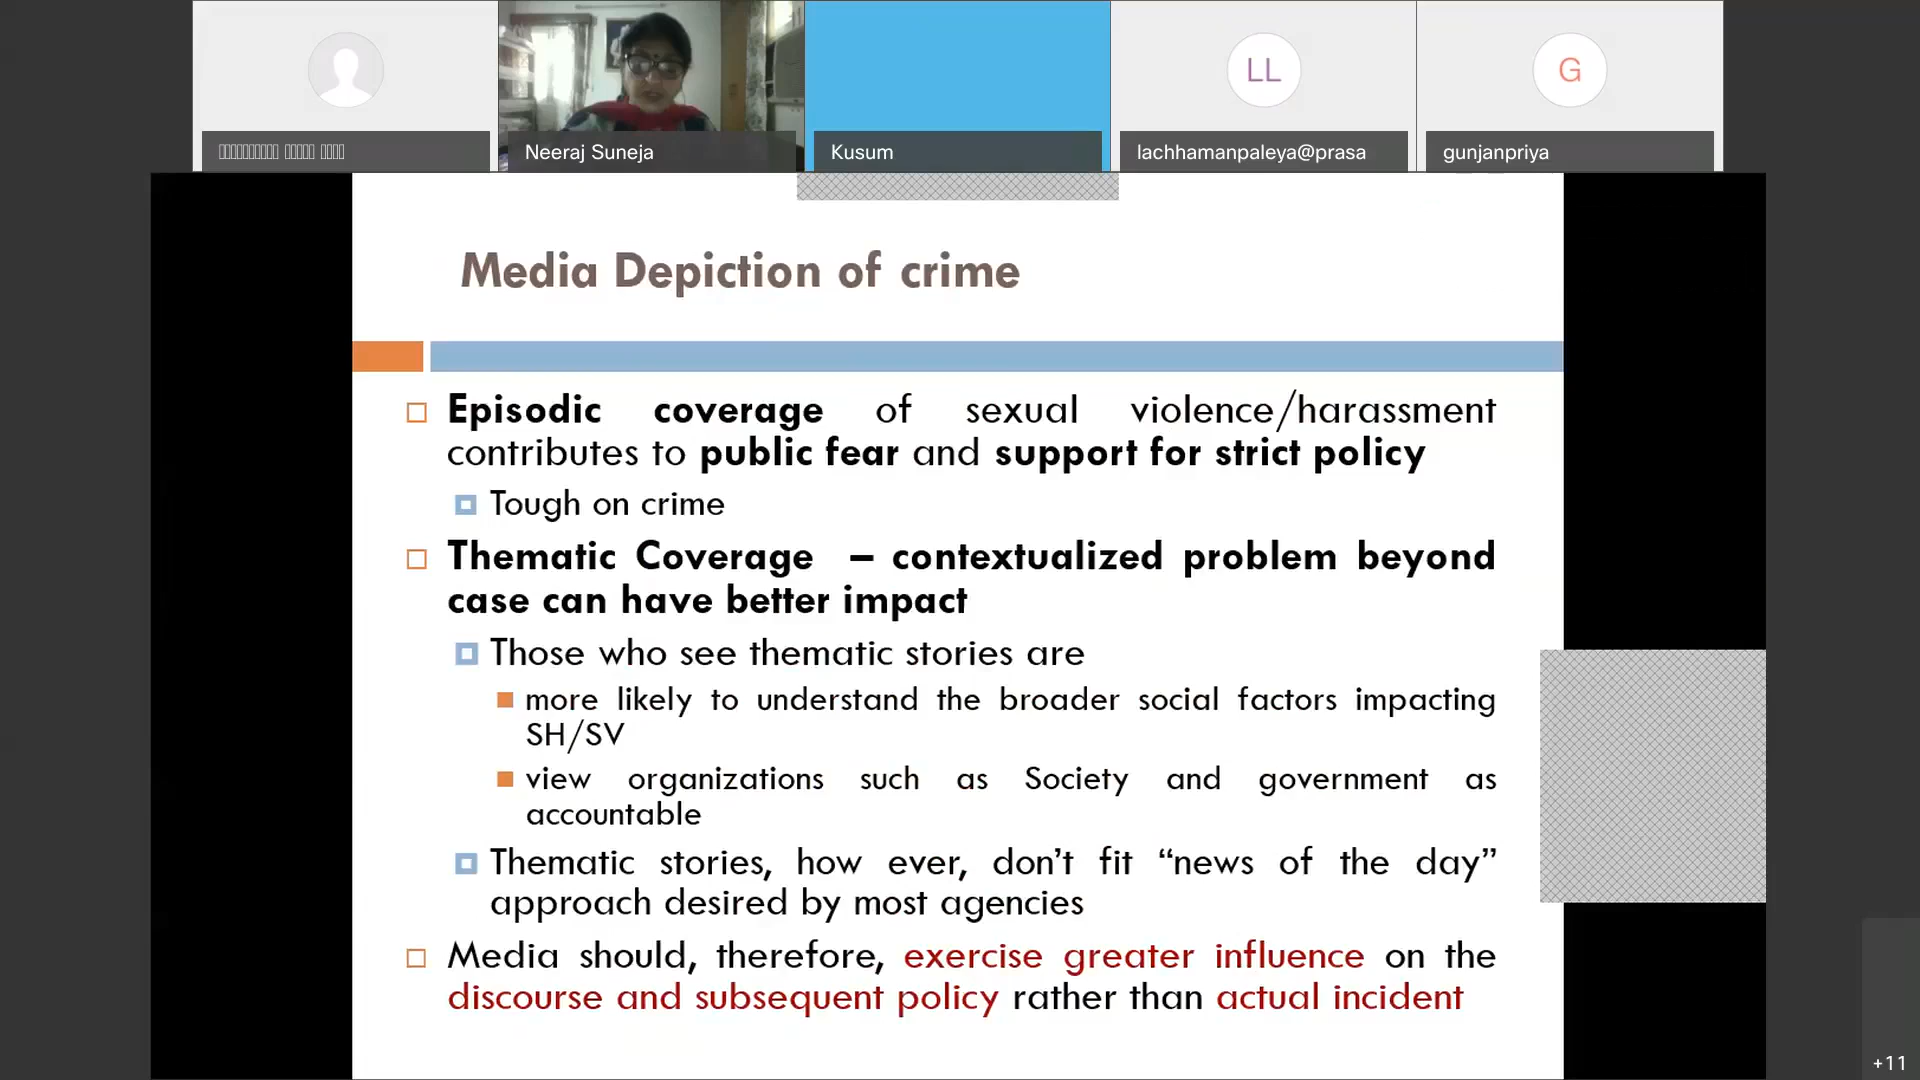 Neeraj Suneja
Kusum
lachhamanpaleya@prasa
gunjanpriya
LL
G
Media Depiction of crime
Episodic coverage of sexual violence/harassment
contributes to public fear and support for strict policy
Tough on crime
Thematic Coverage – contextualized problem beyond
case can have better impact
Those who see thematic stories are
more likely to understand the broader social factors impacting
SH/SV
view organizations such as Society and government as
accountable
Thematic stories, how ever, don’t fit “news of the day”
approach desired by most agencies
Media should, therefore, exercise greater influence on the
discourse and subsequent policy rather than actual incident
+11